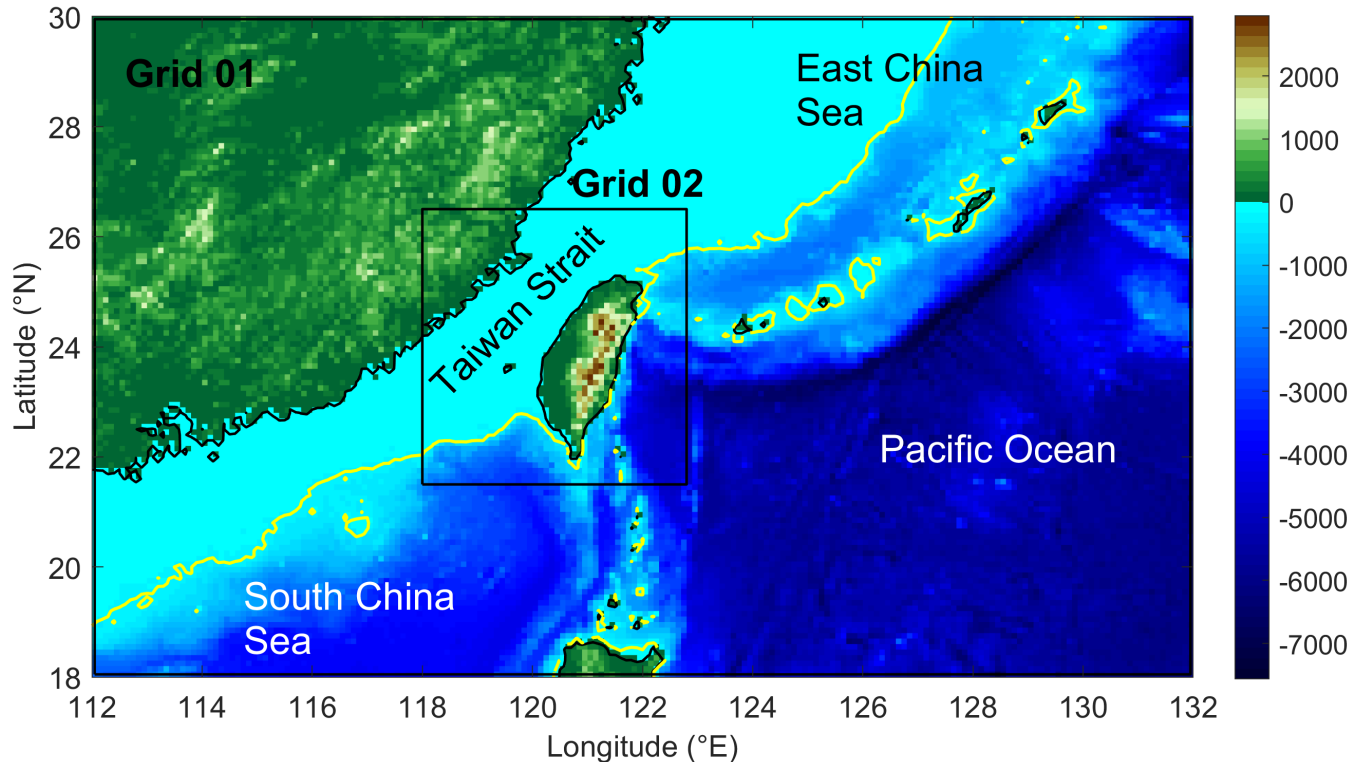 30
28
26
24
22
20
18
Latitude (°N)
Grid 01
East China
Sea
Grid 02
Taiwan Strait
Pacific Ocean
South China
Sea
112
114
116
118
120
122
124
126
128
130
132
Longitude (°E)
2000
1000
0
-1000
-2000
-3000
-4000
-5000
-6000
-7000